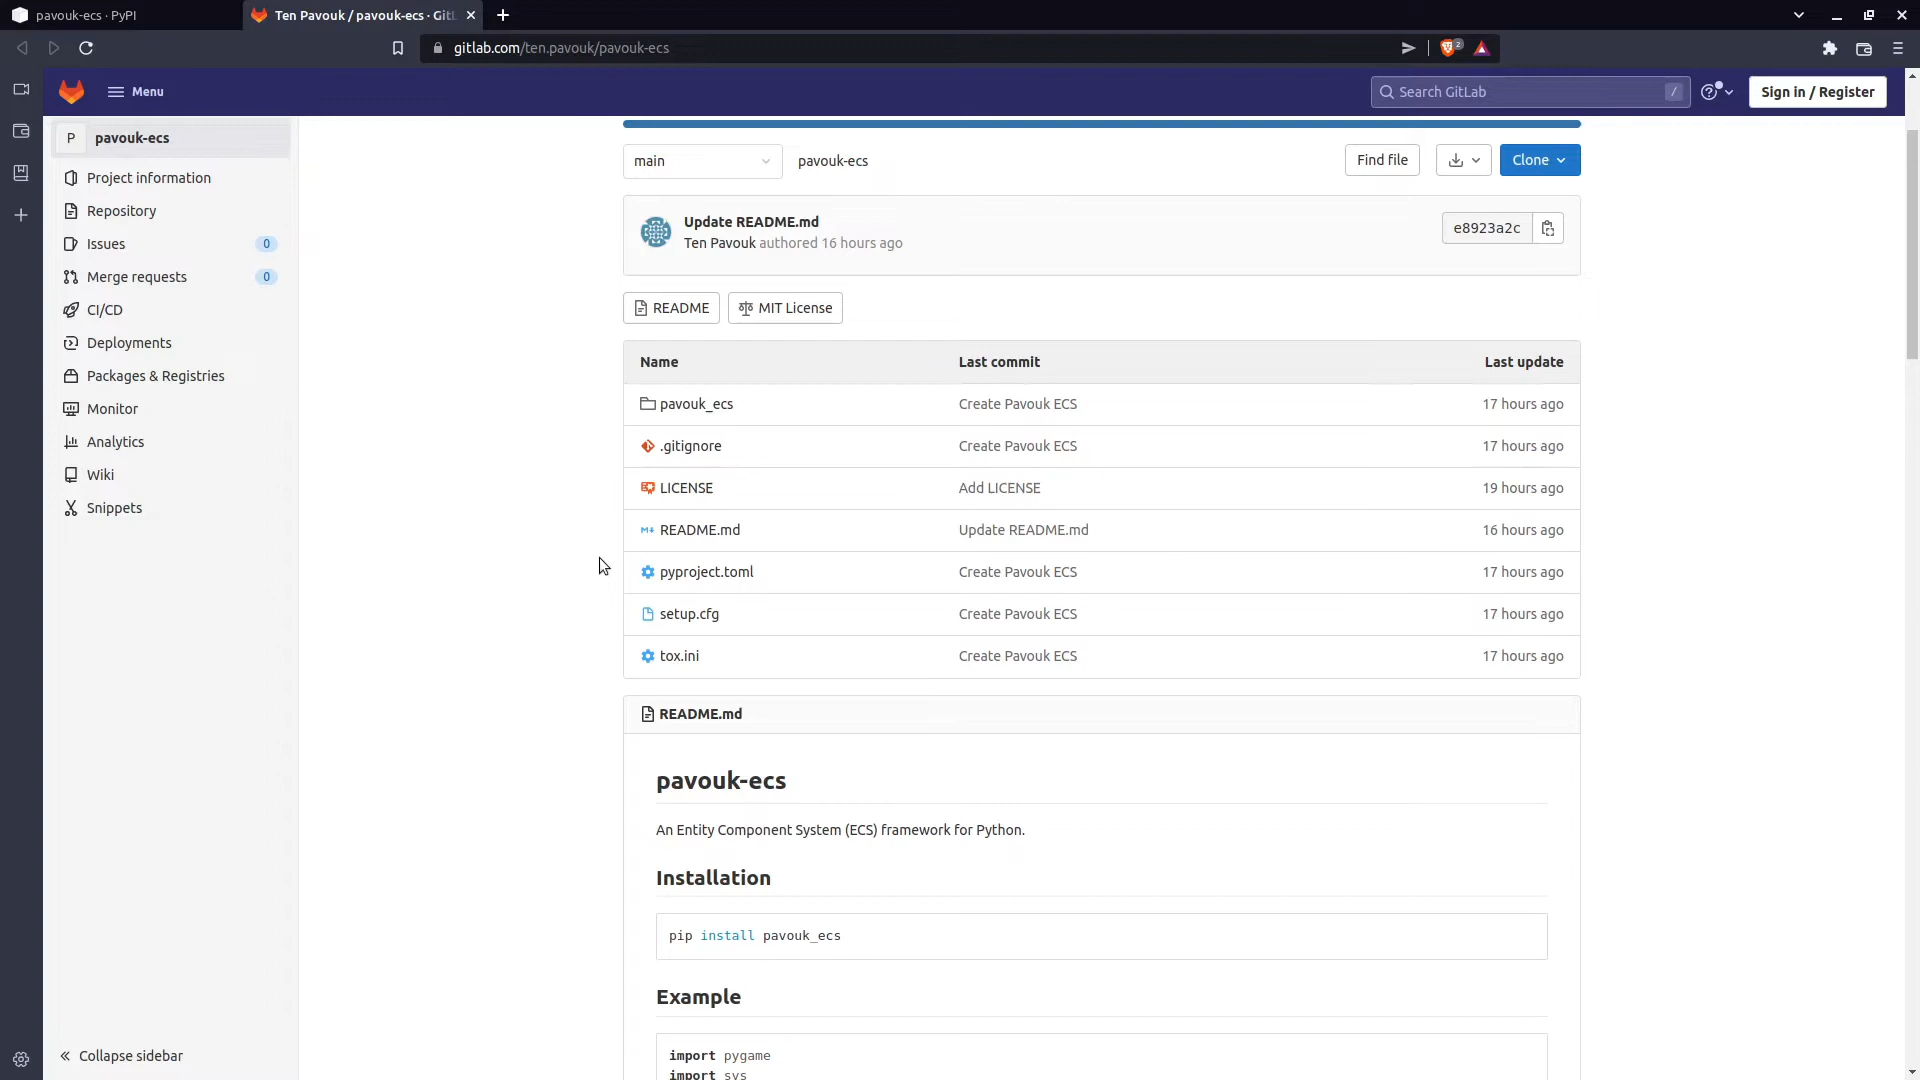 pavouk-ecs · PyPI
Ten Pavouk / pavouk-ecs · GitL
gitlab.com/ten.pavouk/pavouk-ecs
2
Menu
Search GitLab
/
Sign in / Register
P pavouk-ecs
Project information
Repository
Issues 0
Merge requests 0
CI/CD
Deployments
Packages & Registries
Monitor
Analytics
Wiki
Snippets
Collapse sidebar
main
pavouk-ecs
Find file
Clone
Update README.md
Ten Pavouk authored 16 hours ago
e8923a2c
README
MIT License
Name Last commit Last update
pavouk_ecs Create Pavouk ECS 17 hours ago
.gitignore Create Pavouk ECS 17 hours ago
LICENSE Add LICENSE 19 hours ago
README.md Update README.md 16 hours ago
pyproject.toml Create Pavouk ECS 17 hours ago
setup.cfg Create Pavouk ECS 17 hours ago
tox.ini Create Pavouk ECS 17 hours ago
README.md
pavouk-ecs
An Entity Component System (ECS) framework for Python.
Installation
pip install pavouk_ecs
Example
import pygame
import sys